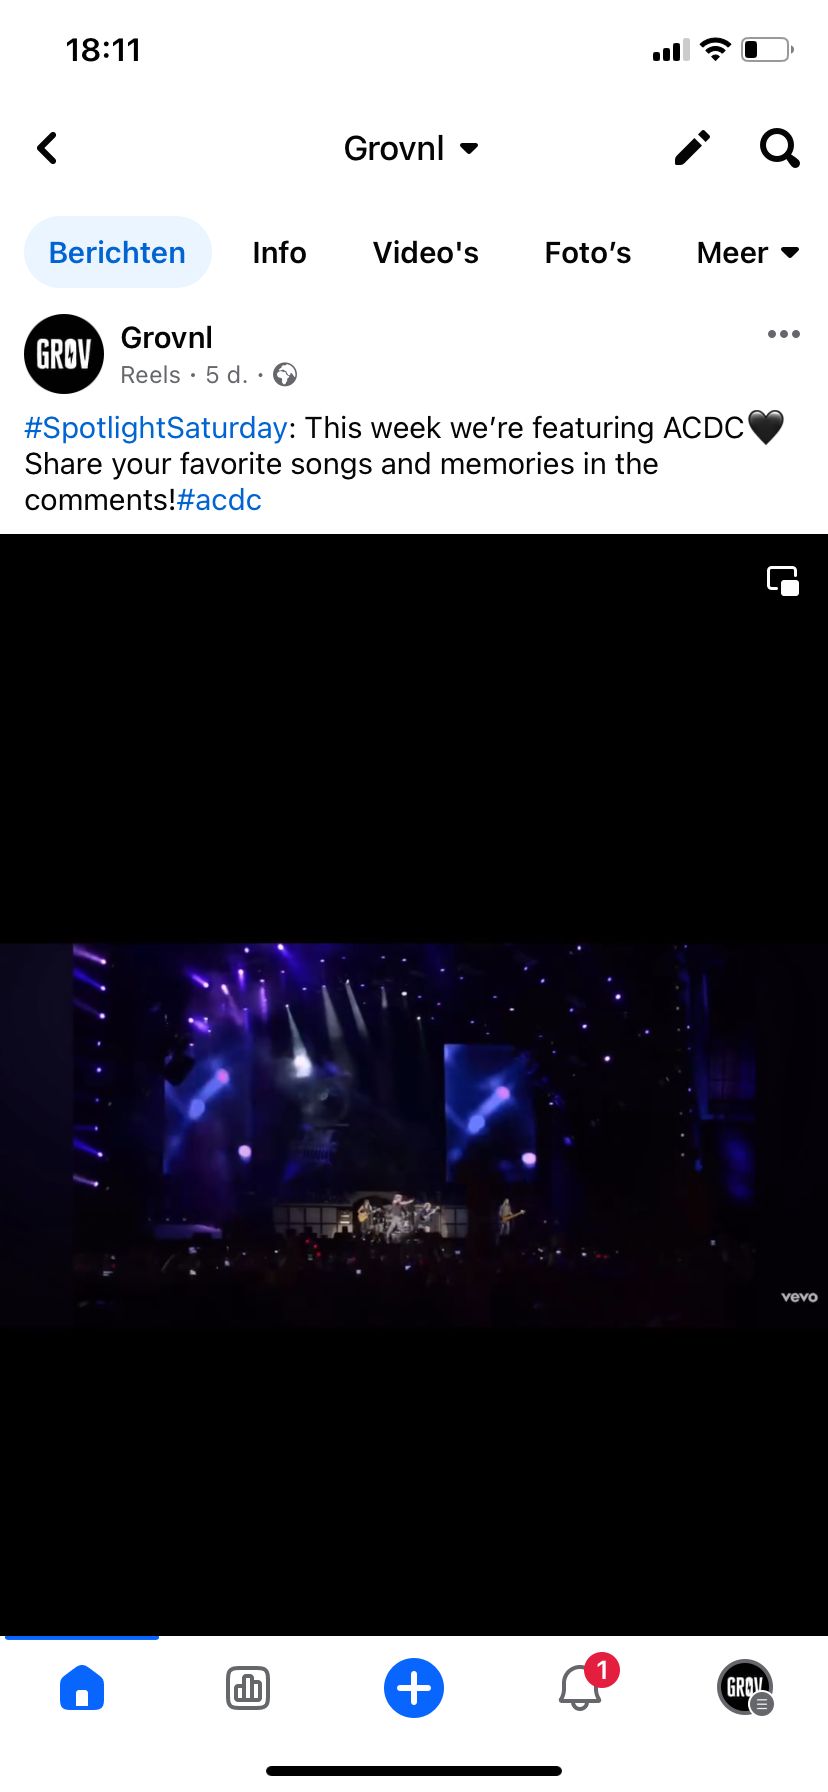 18:11
Grovnl
Berichten Info Video's Foto's Meer
GRØV
Grovnl
Reels · 5 d. ·
#SpotlightSaturday: This week we’re featuring ACDC🖤
Share your favorite songs and memories in the
comments!#acdc
vevo
1
GRØV